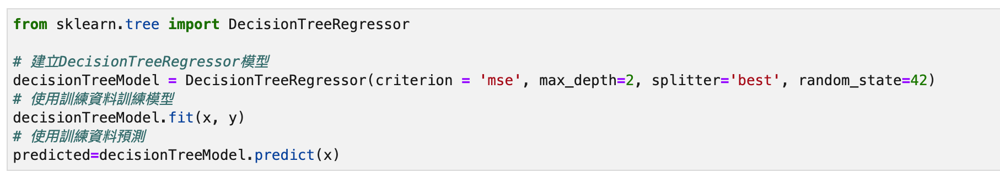 from sklearn.tree import DecisionTreeRegressor
# 建立DecisionTreeRegressor模型
decisionTreeModel = DecisionTreeRegressor(criterion = 'mse', max_depth=2, splitter='best', random_state=42)
# 使用訓練資料訓練模型
decisionTreeModel.fit(x, y)
# 使用訓練資料預測
predicted=decisionTreeModel.predict(x)